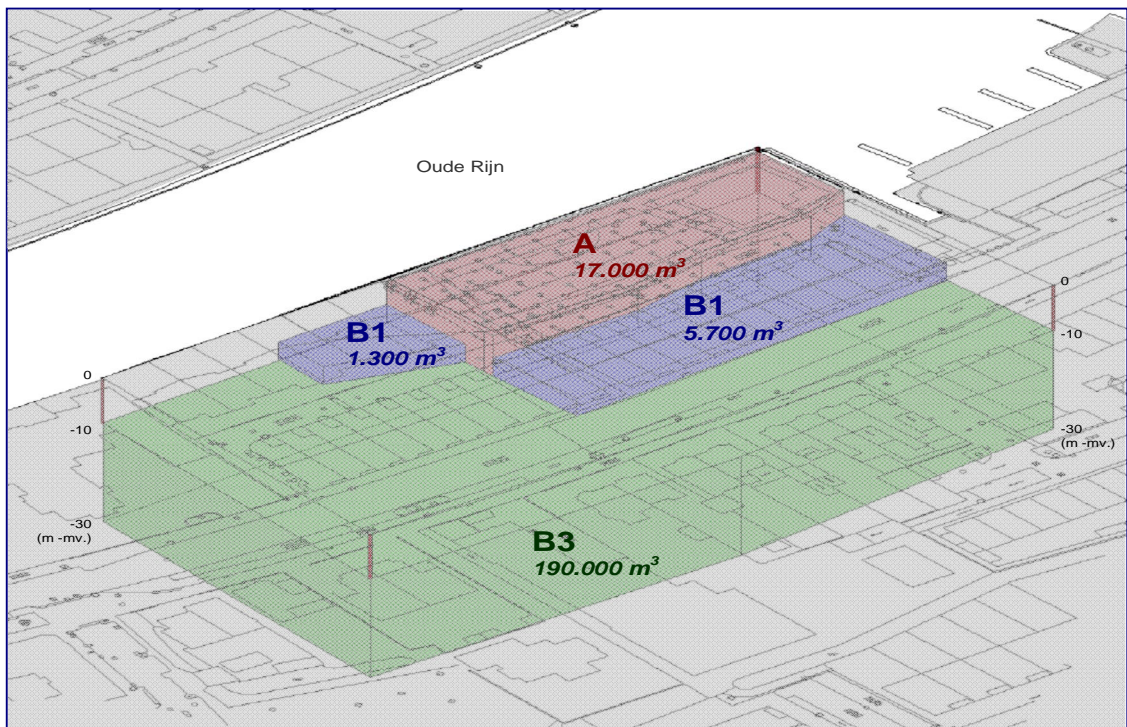 Oude Rijn
A
17.000 m³
B1
5.700 m³
B1
1.300 m³
0
-10
-30
(m -mv.)
0
-10
-30
(m -mv.)
B3
190.000 m³